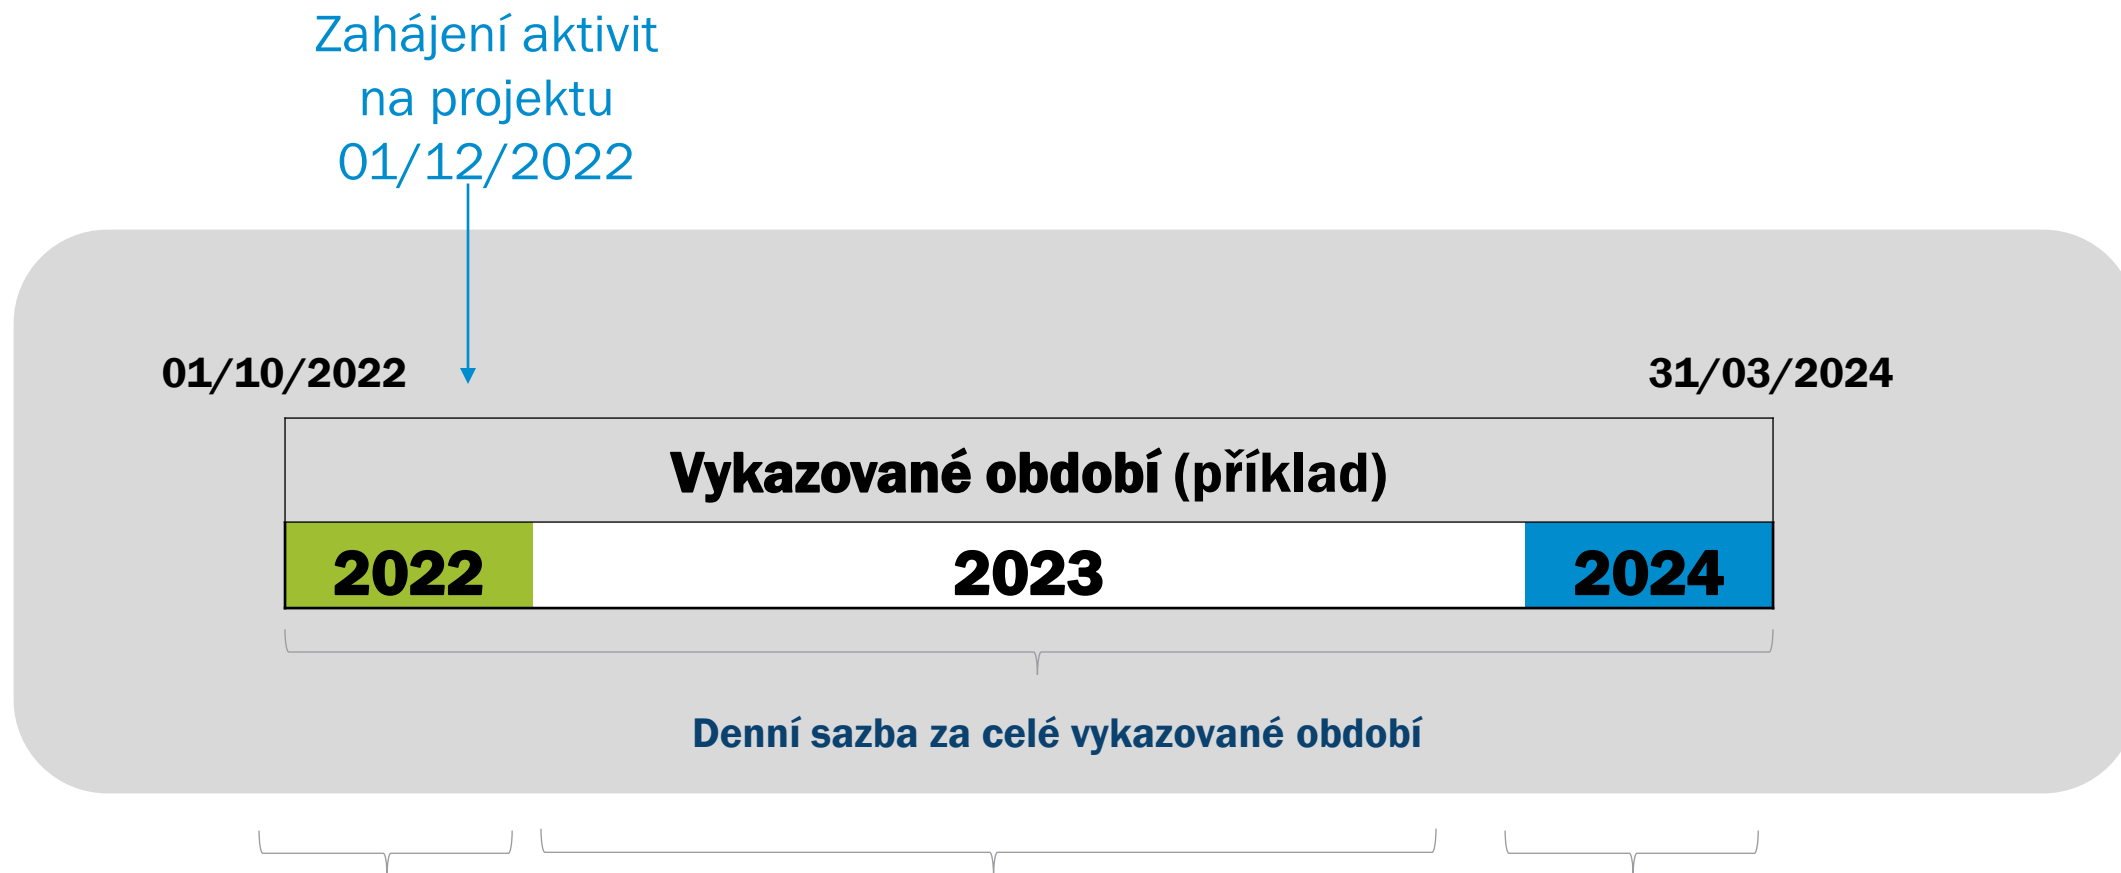 Zahájení aktivit
na projektu
01/12/2022
01/10/2022
31/03/2024
Vykazované období (příklad)
2022
2023
2024
Denní sazba za celé vykazované období